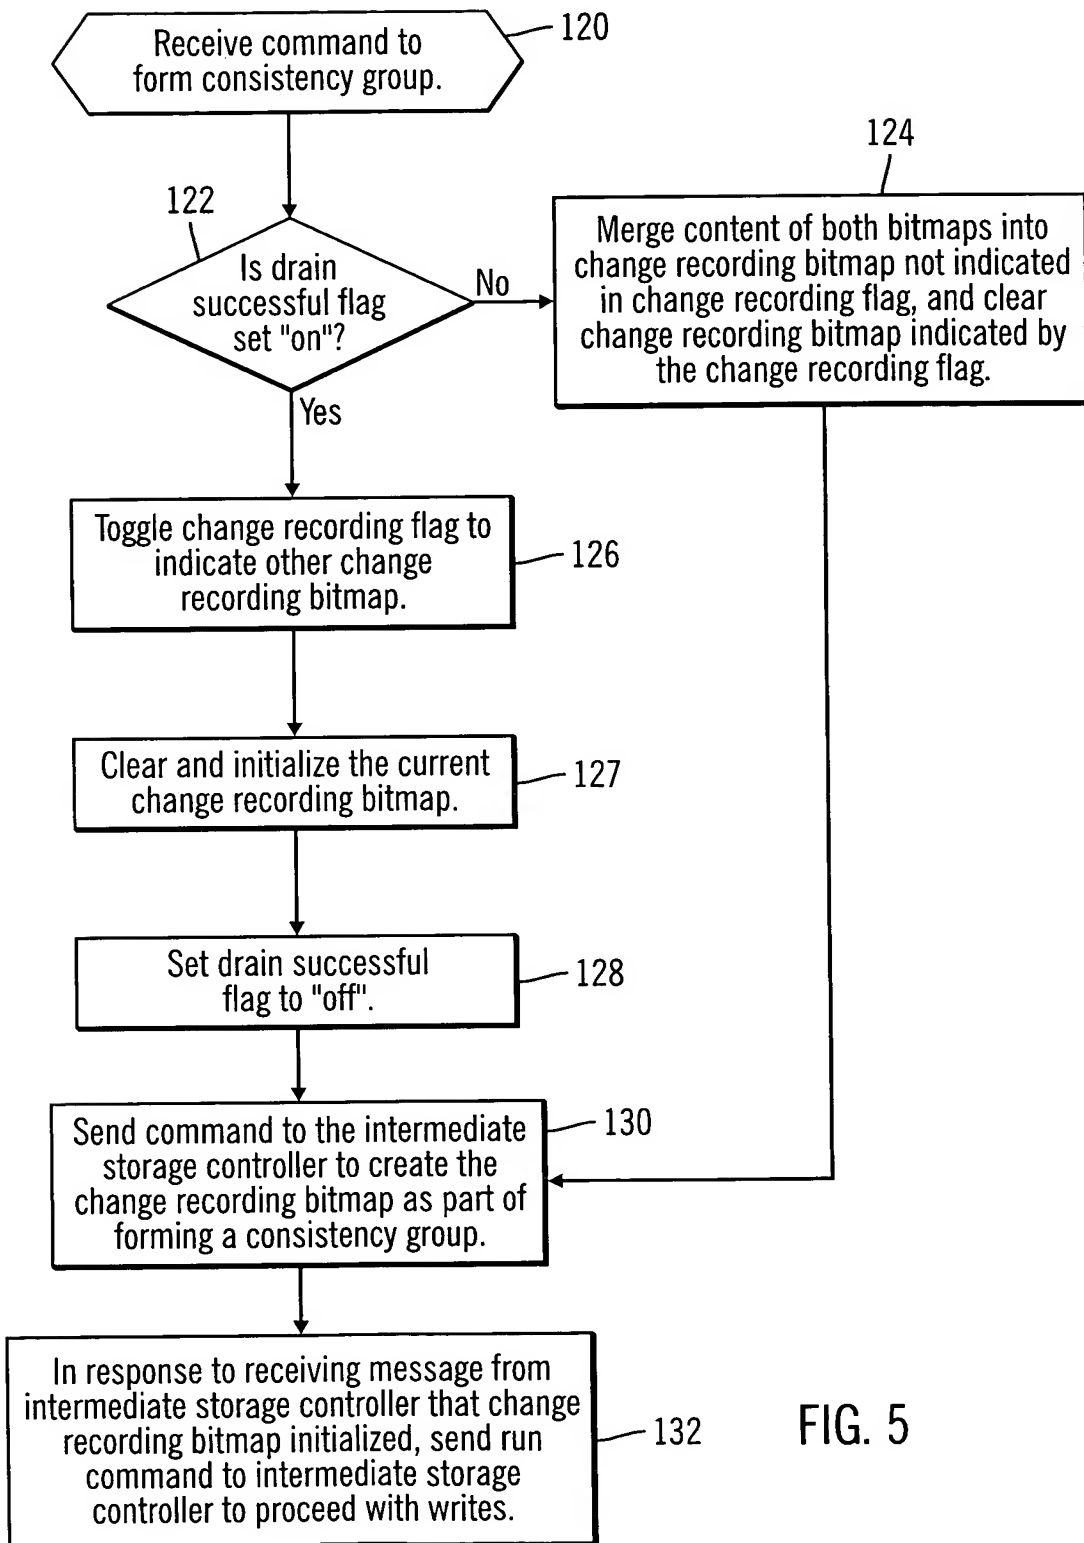 Receive command to
form consistency group.
120
122
Is drain
successful flag
set "on"?
No
Yes
124
Merge content of both bitmaps into
change recording bitmap not indicated
in change recording flag, and clear
change recording bitmap indicated by
the change recording flag.
Toggle change recording flag to
indicate other change
recording bitmap.
126
Clear and initialize the current
change recording bitmap.
127
Set drain successful
flag to "off".
128
Send command to the intermediate
storage controller to create the
change recording bitmap as part of
forming a consistency group.
130
In response to receiving message from
intermediate storage controller that change
recording bitmap initialized, send run
command to intermediate storage
controller to proceed with writes.
132
FIG. 5